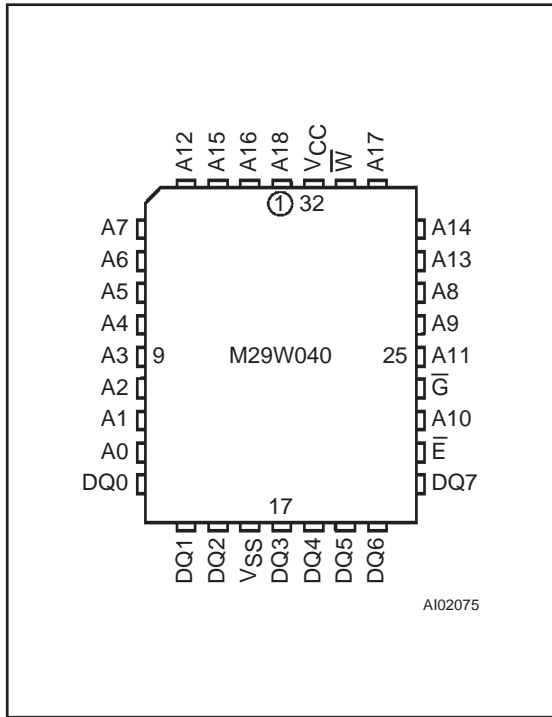 A12 A15 A16 A18 VCC W̅ A17
1 32
A7 A14
A6 A13
A5 A8
A4 A9
A3 9 M29W040 25 A11
A2 G̅
A1 A10
A0 E̅
DQ0 DQ7
17
DQ1 DQ2 VSS DQ3 DQ4 DQ5 DQ6
AI02075